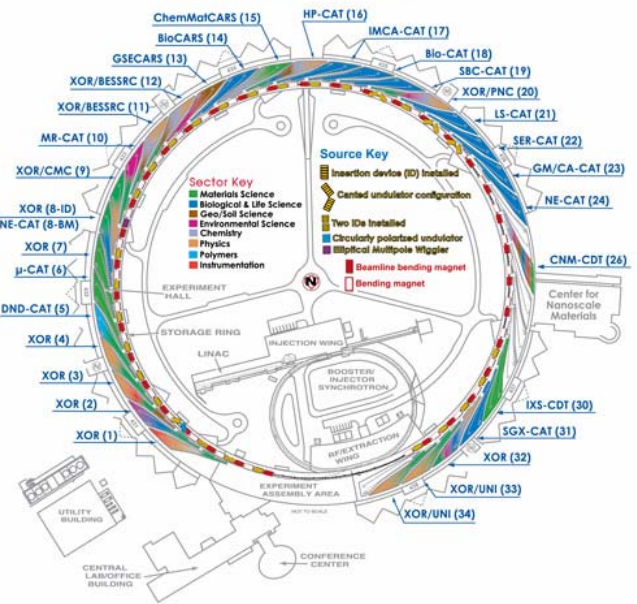 ChemMatCARS (15)
BioCARS (14)
GSECARS (13)
XOR/BESSRC (12)
XOR/BESSRC (11)
MR-CAT (10)
XOR/CMC (9)
XOR (8-ID)
NE-CAT (8-BM)
XOR (7)
µ-CAT (6)
DND-CAT (5)
XOR (4)
XOR (3)
XOR (2)
XOR (1)
HP-CAT (16)
IMCA-CAT (17)
Bio-CAT (18)
SBC-CAT (19)
XOR/PNC (20)
LS-CAT (21)
SER-CAT (22)
GM/CA-CAT (23)
NE-CAT (24)
CNM-CDT (26)
Center for
Nanoscale
Materials
IXS-CDT (30)
SGX-CAT (31)
XOR (32)
XOR/UNI (33)
XOR/UNI (34)
Sector Key
Materials Science
Biological & Life Science
Geo/Soil Science
Environmental Science
Chemistry
Physics
Polymers
Instrumentation
Source Key
Insertion device (ID) Installed
Canted undulator configuration
Two IDs Installed
Circularly polarized undulator
Elliptical Multipole Wiggler
Beamline bending magnet
Bending magnet
N
EXPERIMENT
HALL
STORAGE RING
LINAC
INJECTION WING
BOOSTER/
INJECTOR
SYNCHROTRON
RF/EXTRACTION
WING
EXPERIMENT
ASSEMBLY AREA
NOT TO SCALE
UTILITY
BUILDING
CENTRAL
LAB/OFFICE
BUILDING
CONFERENCE
CENTER